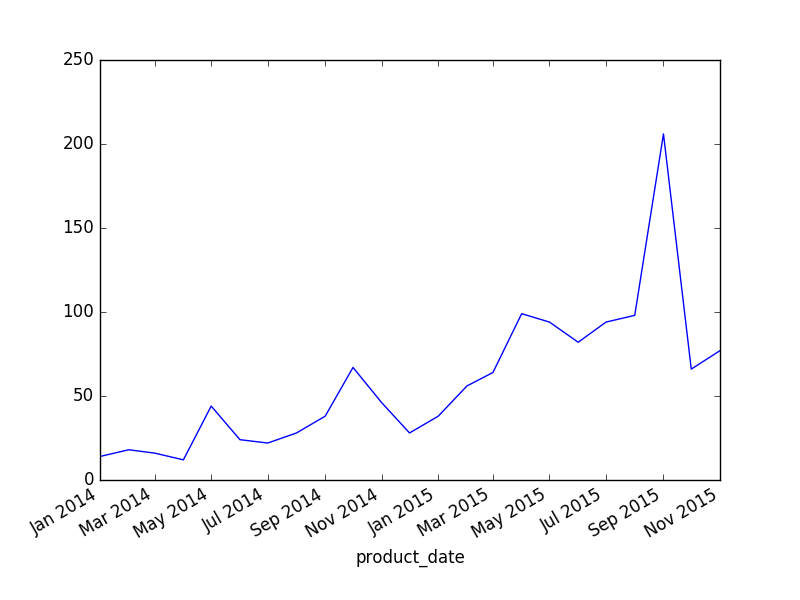 250
200
150
100
50
0
Jan 2014
Mar 2014
May 2014
Jul 2014
Sep 2014
Nov 2014
Jan 2015
Mar 2015
May 2015
Jul 2015
Sep 2015
Nov 2015
product_date